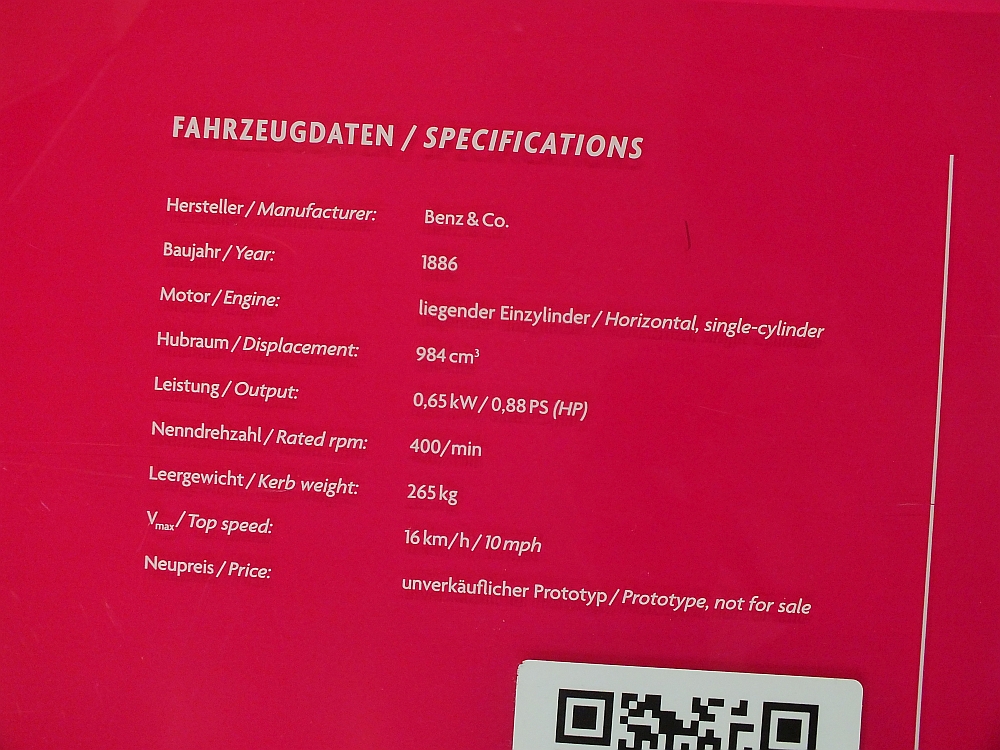 FAHRZEUGDATEN / SPECIFICATIONS
Hersteller / Manufacturer: Benz & Co.
Baujahr / Year: 1886
Motor / Engine: liegender Einzylinder / Horizontal, single-cylinder
Hubraum / Displacement: 984 cm³
Leistung / Output: 0,65 kW / 0,88 PS (HP)
Nenndrehzahl / Rated rpm: 400/min
Leergewicht / Kerb weight: 265 kg
Vmax / Top speed: 16 km/h / 10 mph
Neupreis / Price: unverkäuflicher Prototyp / Prototype, not for sale